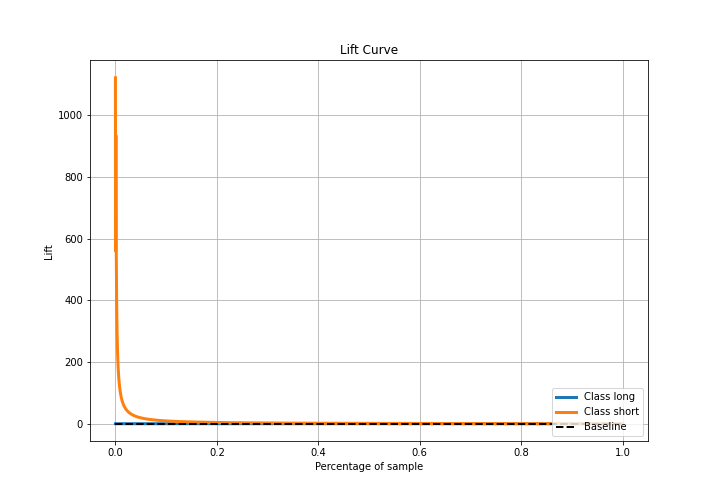 Lift Curve
1000
800
600
400
200
0
Lift
0.0 0.2 0.4 0.6 0.8 1.0
Percentage of sample
Class long
Class short
Baseline